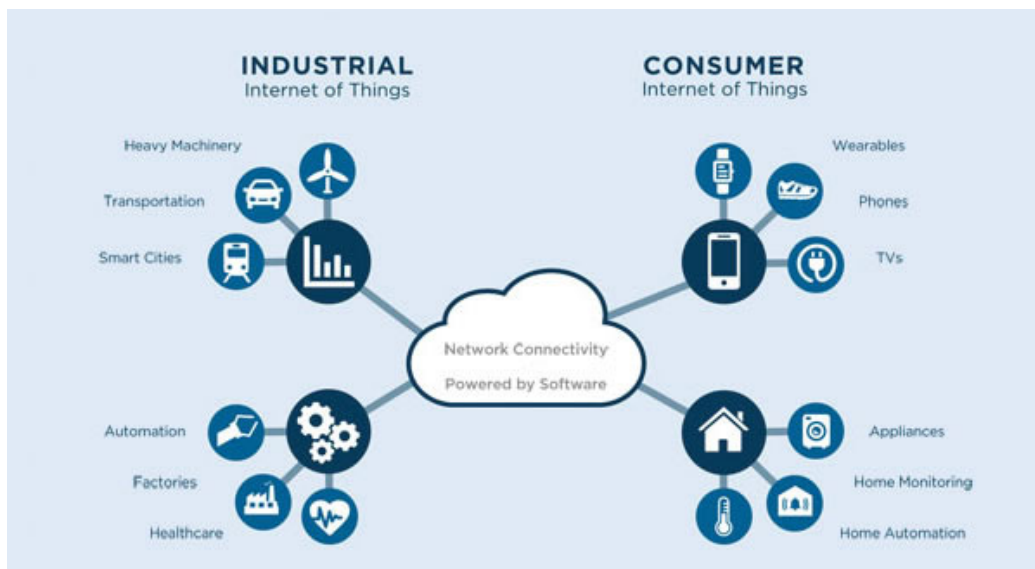 INDUSTRIAL
Internet of Things
CONSUMER
Internet of Things
Heavy Machinery
Transportation
Smart Cities
Wearables
Phones
TVs
Network Connectivity
Powered by Software
Automation
Factories
Healthcare
Appliances
Home Monitoring
Home Automation